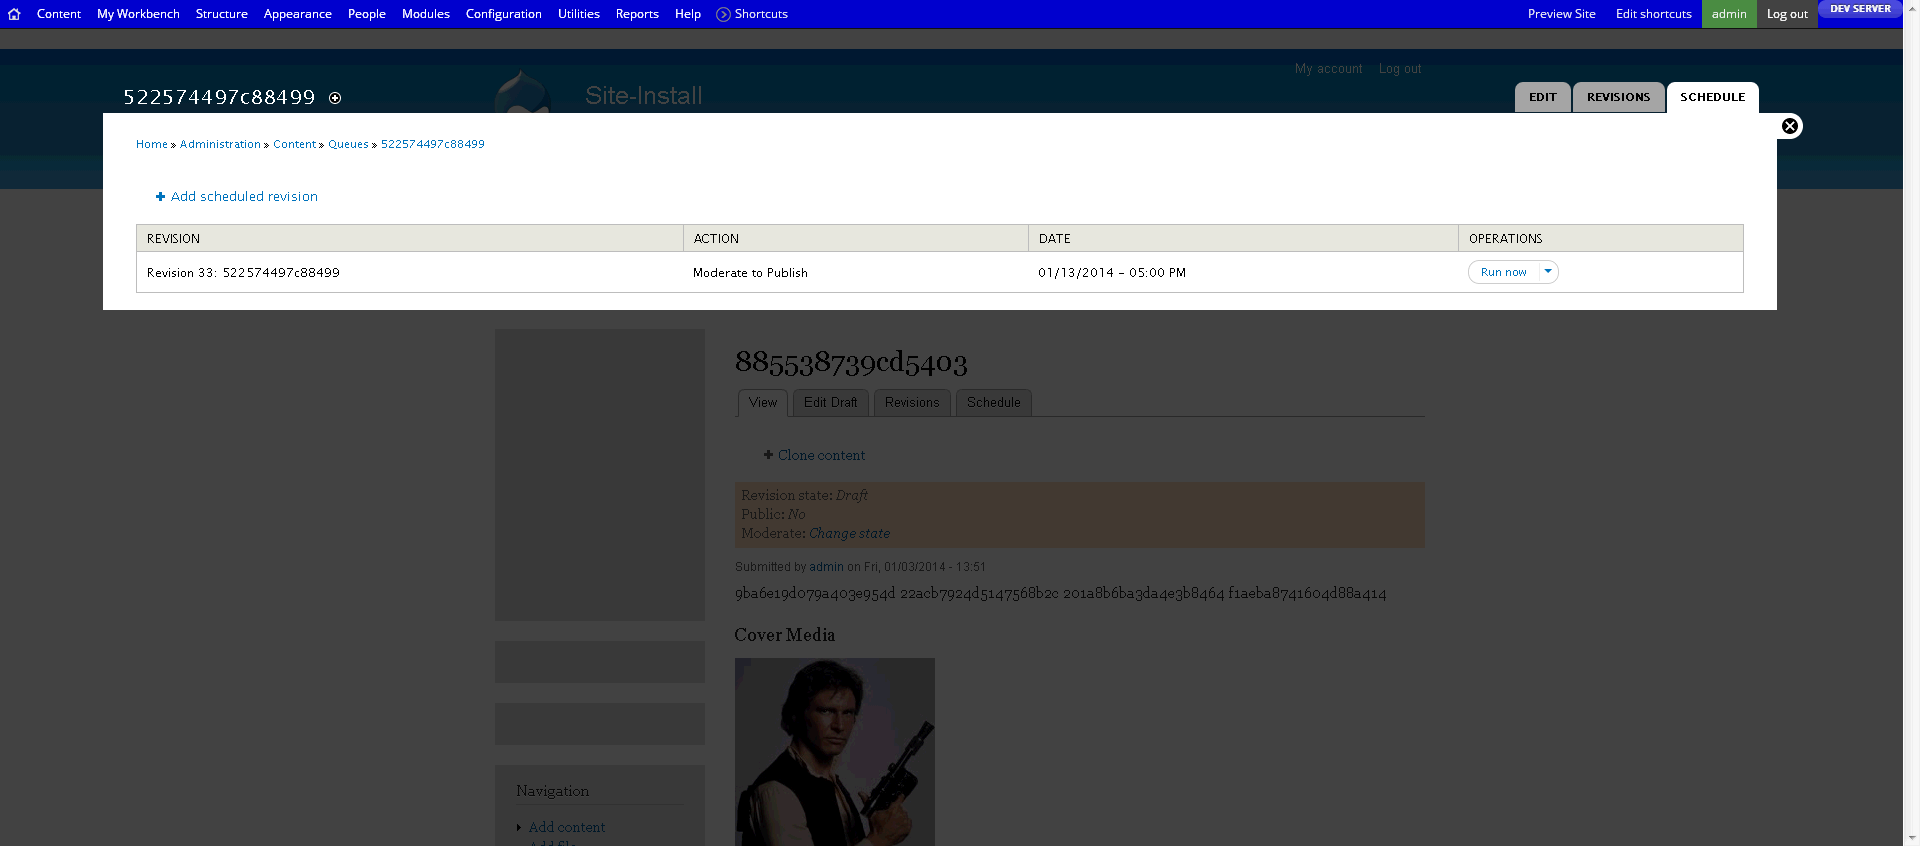 Content My Workbench Structure Appearance People Modules Configuration Utilities Reports Help Shortcuts Preview Site Edit shortcuts admin Log out DEV SERVER
My account Log out
522574497c88499 Site-Install EDIT REVISIONS SCHEDULE
Home » Administration » Content » Queues » 522574497c88499
Add scheduled revision
REVISION ACTION DATE OPERATIONS
Revision 33: 522574497c88499 Moderate to Publish 01/13/2014 - 05:00 PM Run now
885538739cd5403
View Edit Draft Revisions Schedule
Clone content
Revision state: Draft
Public: No
Moderate: Change state
Submitted by admin on Fri, 01/03/2014 - 13:51
9ba6e19d079a403e954d 22acb7924d5147568b2c 201a8b6ba3da4e3b8464 f1aeba8741604d88a414
Cover Media
Navigation
Add content